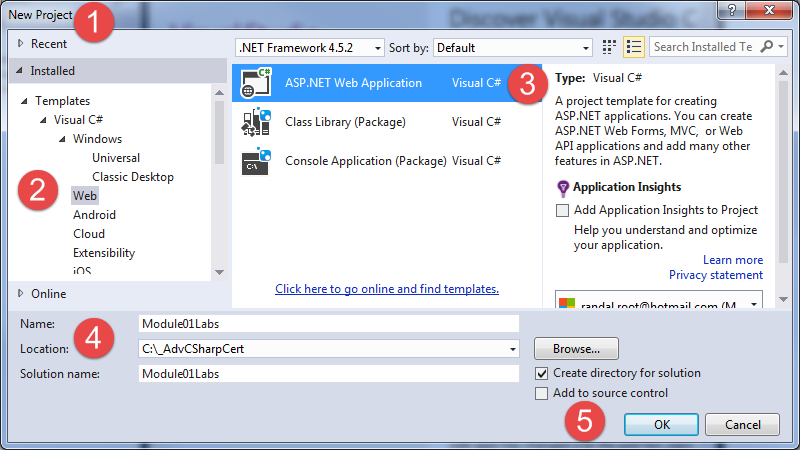 New Project
1
Recent
.NET Framework 4.5.2
Sort by:
Default
Search Installed Te
Installed
Templates
Visual C#
Windows
Universal
Classic Desktop
2
Web
Android
Cloud
Extensibility
iOS
Online
C#
ASP.NET Web Application
Visual C#
3
Class Library (Package)
Visual C#
C:\
Console Application (Package)
Visual C#
Click here to go online and find templates.
Type: Visual C#
A project template for creating
ASP.NET applications. You can create
ASP.NET Web Forms, MVC, or Web
API applications and add many other
features in ASP.NET.
Application Insights
Add Application Insights to Project
Help you understand and optimize
your application.
Learn more
Privacy statement
randal.root@hotmail.com (M...
4
Name:
Module01Labs
Location:
C:\_AdvCSharpCert
Browse...
Solution name:
Module01Labs
Create directory for solution
Add to source control
5
OK
Cancel